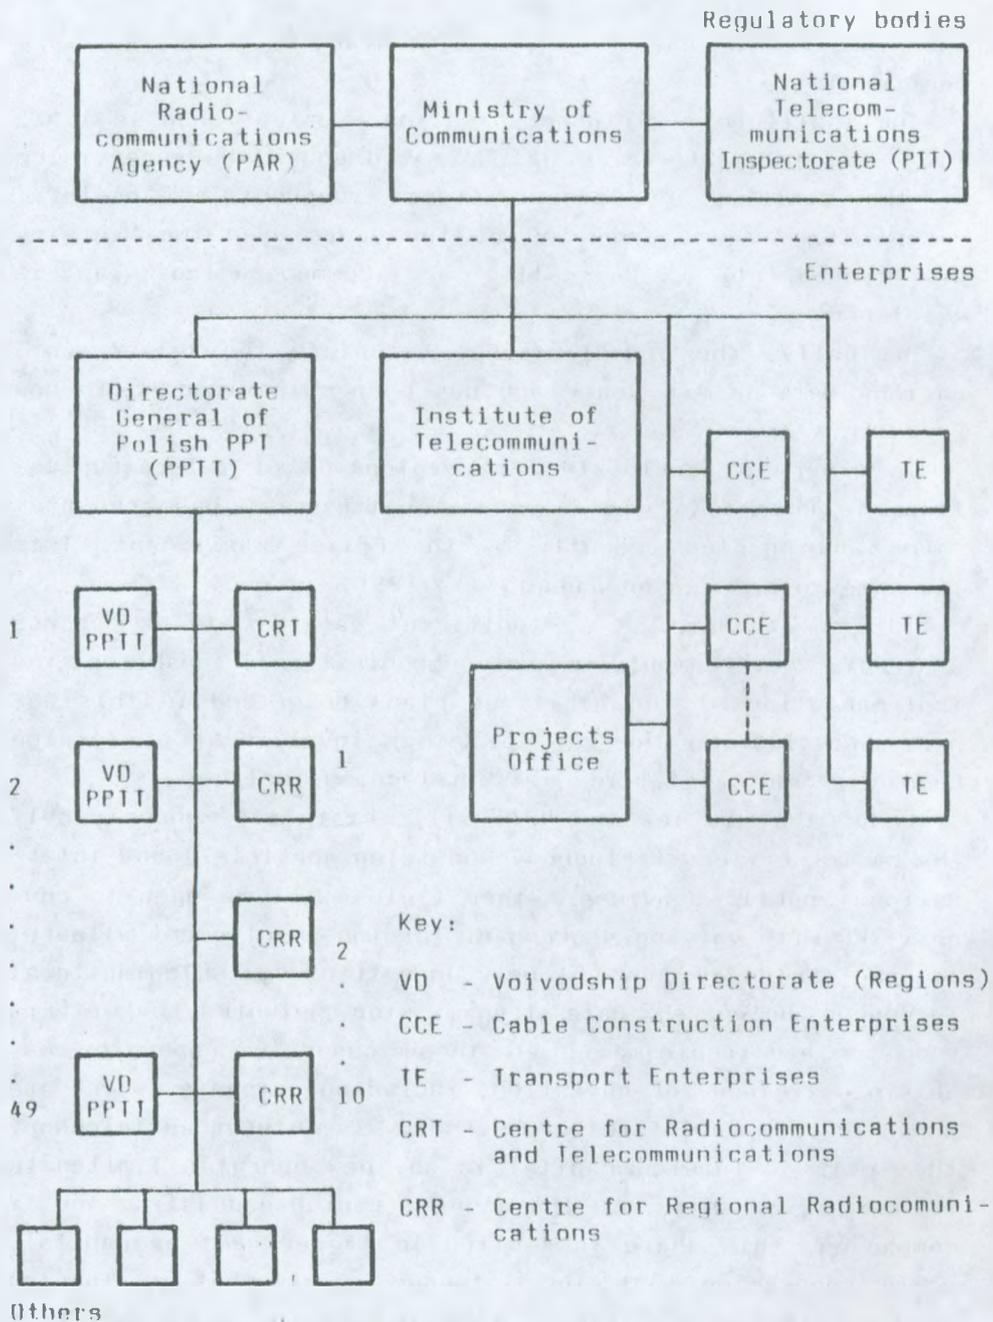 Regulatory bodies
National
Radio-
communications
Agency (PAR)
Ministry of
Communications
National
Telecom-
munications
Inspectorate (PIT)
Enterprises
Directorate
General of
Polish PPT
(PPTT)
Institute of
Telecommuni-
cations
CCE
TE
1
VD
PPTT
CRT
CCE
TE
Projects
Office
2
VD
PPTT
CRR
1
CCE
TE
CRR
2
49
VD
PPTT
CRR
10
Others
Key:
VD - Voivodship Directorate (Regions)
CCE - Cable Construction Enterprises
TE - Transport Enterprises
CRT - Centre for Radiocommunications
and Telecommunications
CRR - Centre for Regional Radiocomuni-
cations